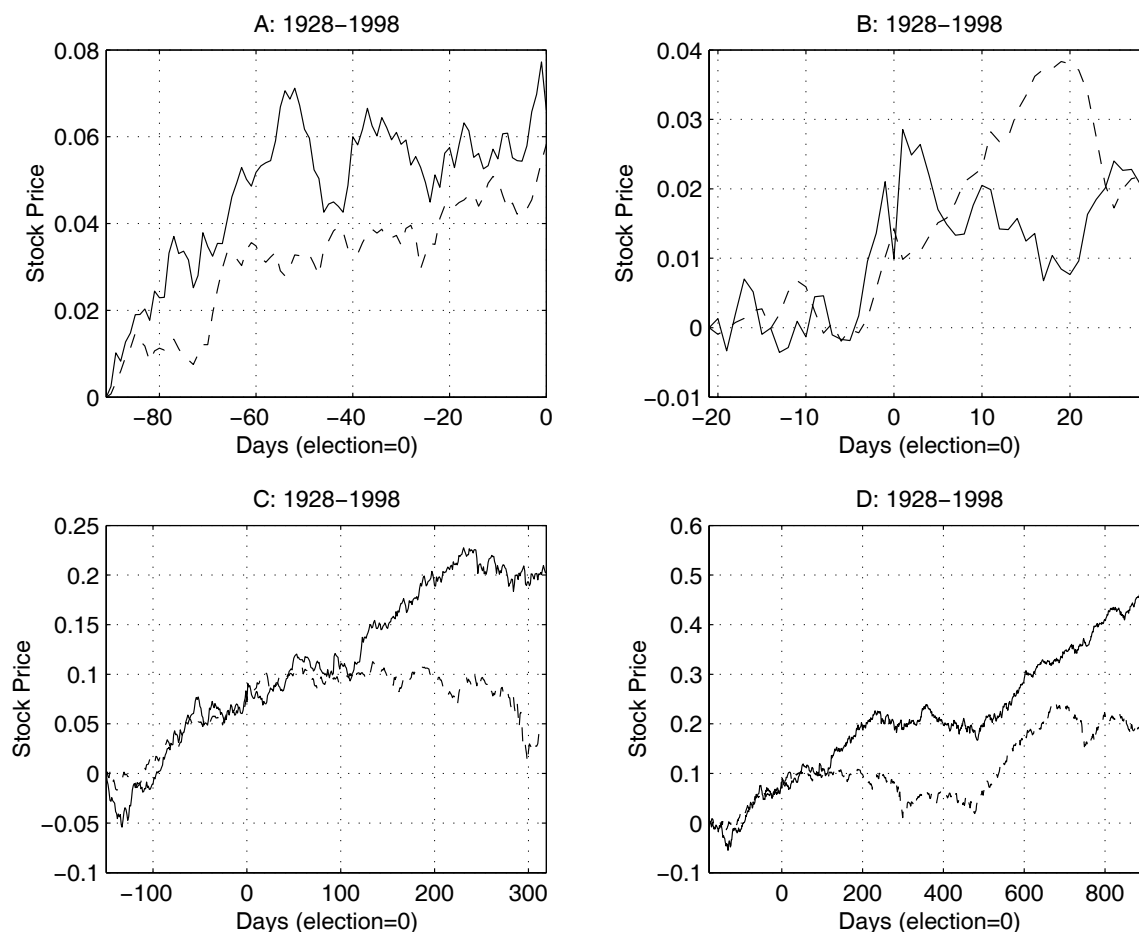 A: 1928−1998
0.08
0.06
0.04
0.02
0
Stock Price
−80 −60 −40 −20 0
Days (election=0)
B: 1928−1998
0.04
0.03
0.02
0.01
0
−0.01
Stock Price
−20 −10 0 10 20
Days (election=0)
C: 1928−1998
0.25
0.2
0.15
0.1
0.05
0
−0.05
−0.1
Stock Price
−100 0 100 200 300
Days (election=0)
D: 1928−1998
0.6
0.5
0.4
0.3
0.2
0.1
0
−0.1
Stock Price
0 200 400 600 800
Days (election=0)